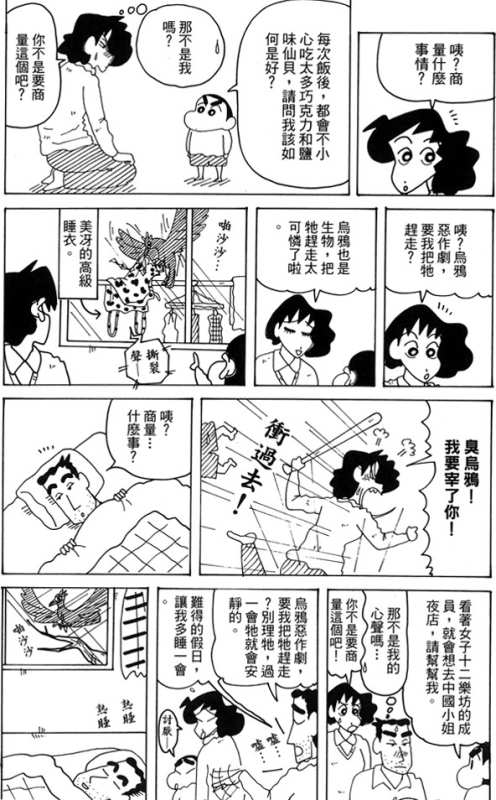 咦？商
量什麼
事情？
每次飯後，都會不小
心吃太多巧克力和鹽
味仙貝，請問我該如
何是好？
那不是我
嗎？
你不是要商
量這個吧？
咦？烏鴉
惡作劇，
要我把牠
趕走？
烏鴉也是
生物，把
牠趕走太
可憐了啦
。
啪沙沙…
撕裂
聲
美冴的高級
睡衣。
臭烏鴉！
我要宰了你！
衝過去！
咦？
商量…
什麼事？
看著女子十二樂坊的成
員，就會想去中國小姐
夜店，請幫幫我。
那不是我的
心聲嗎…
你不是要商
量這個吧！
烏鴉惡作劇，
要我把牠趕走
？別理牠，過
一會牠就會安
靜的。
噓…
噓…
難得的假日，
讓我多睡一會
。
討厭
啪沙
熟睡
熟睡